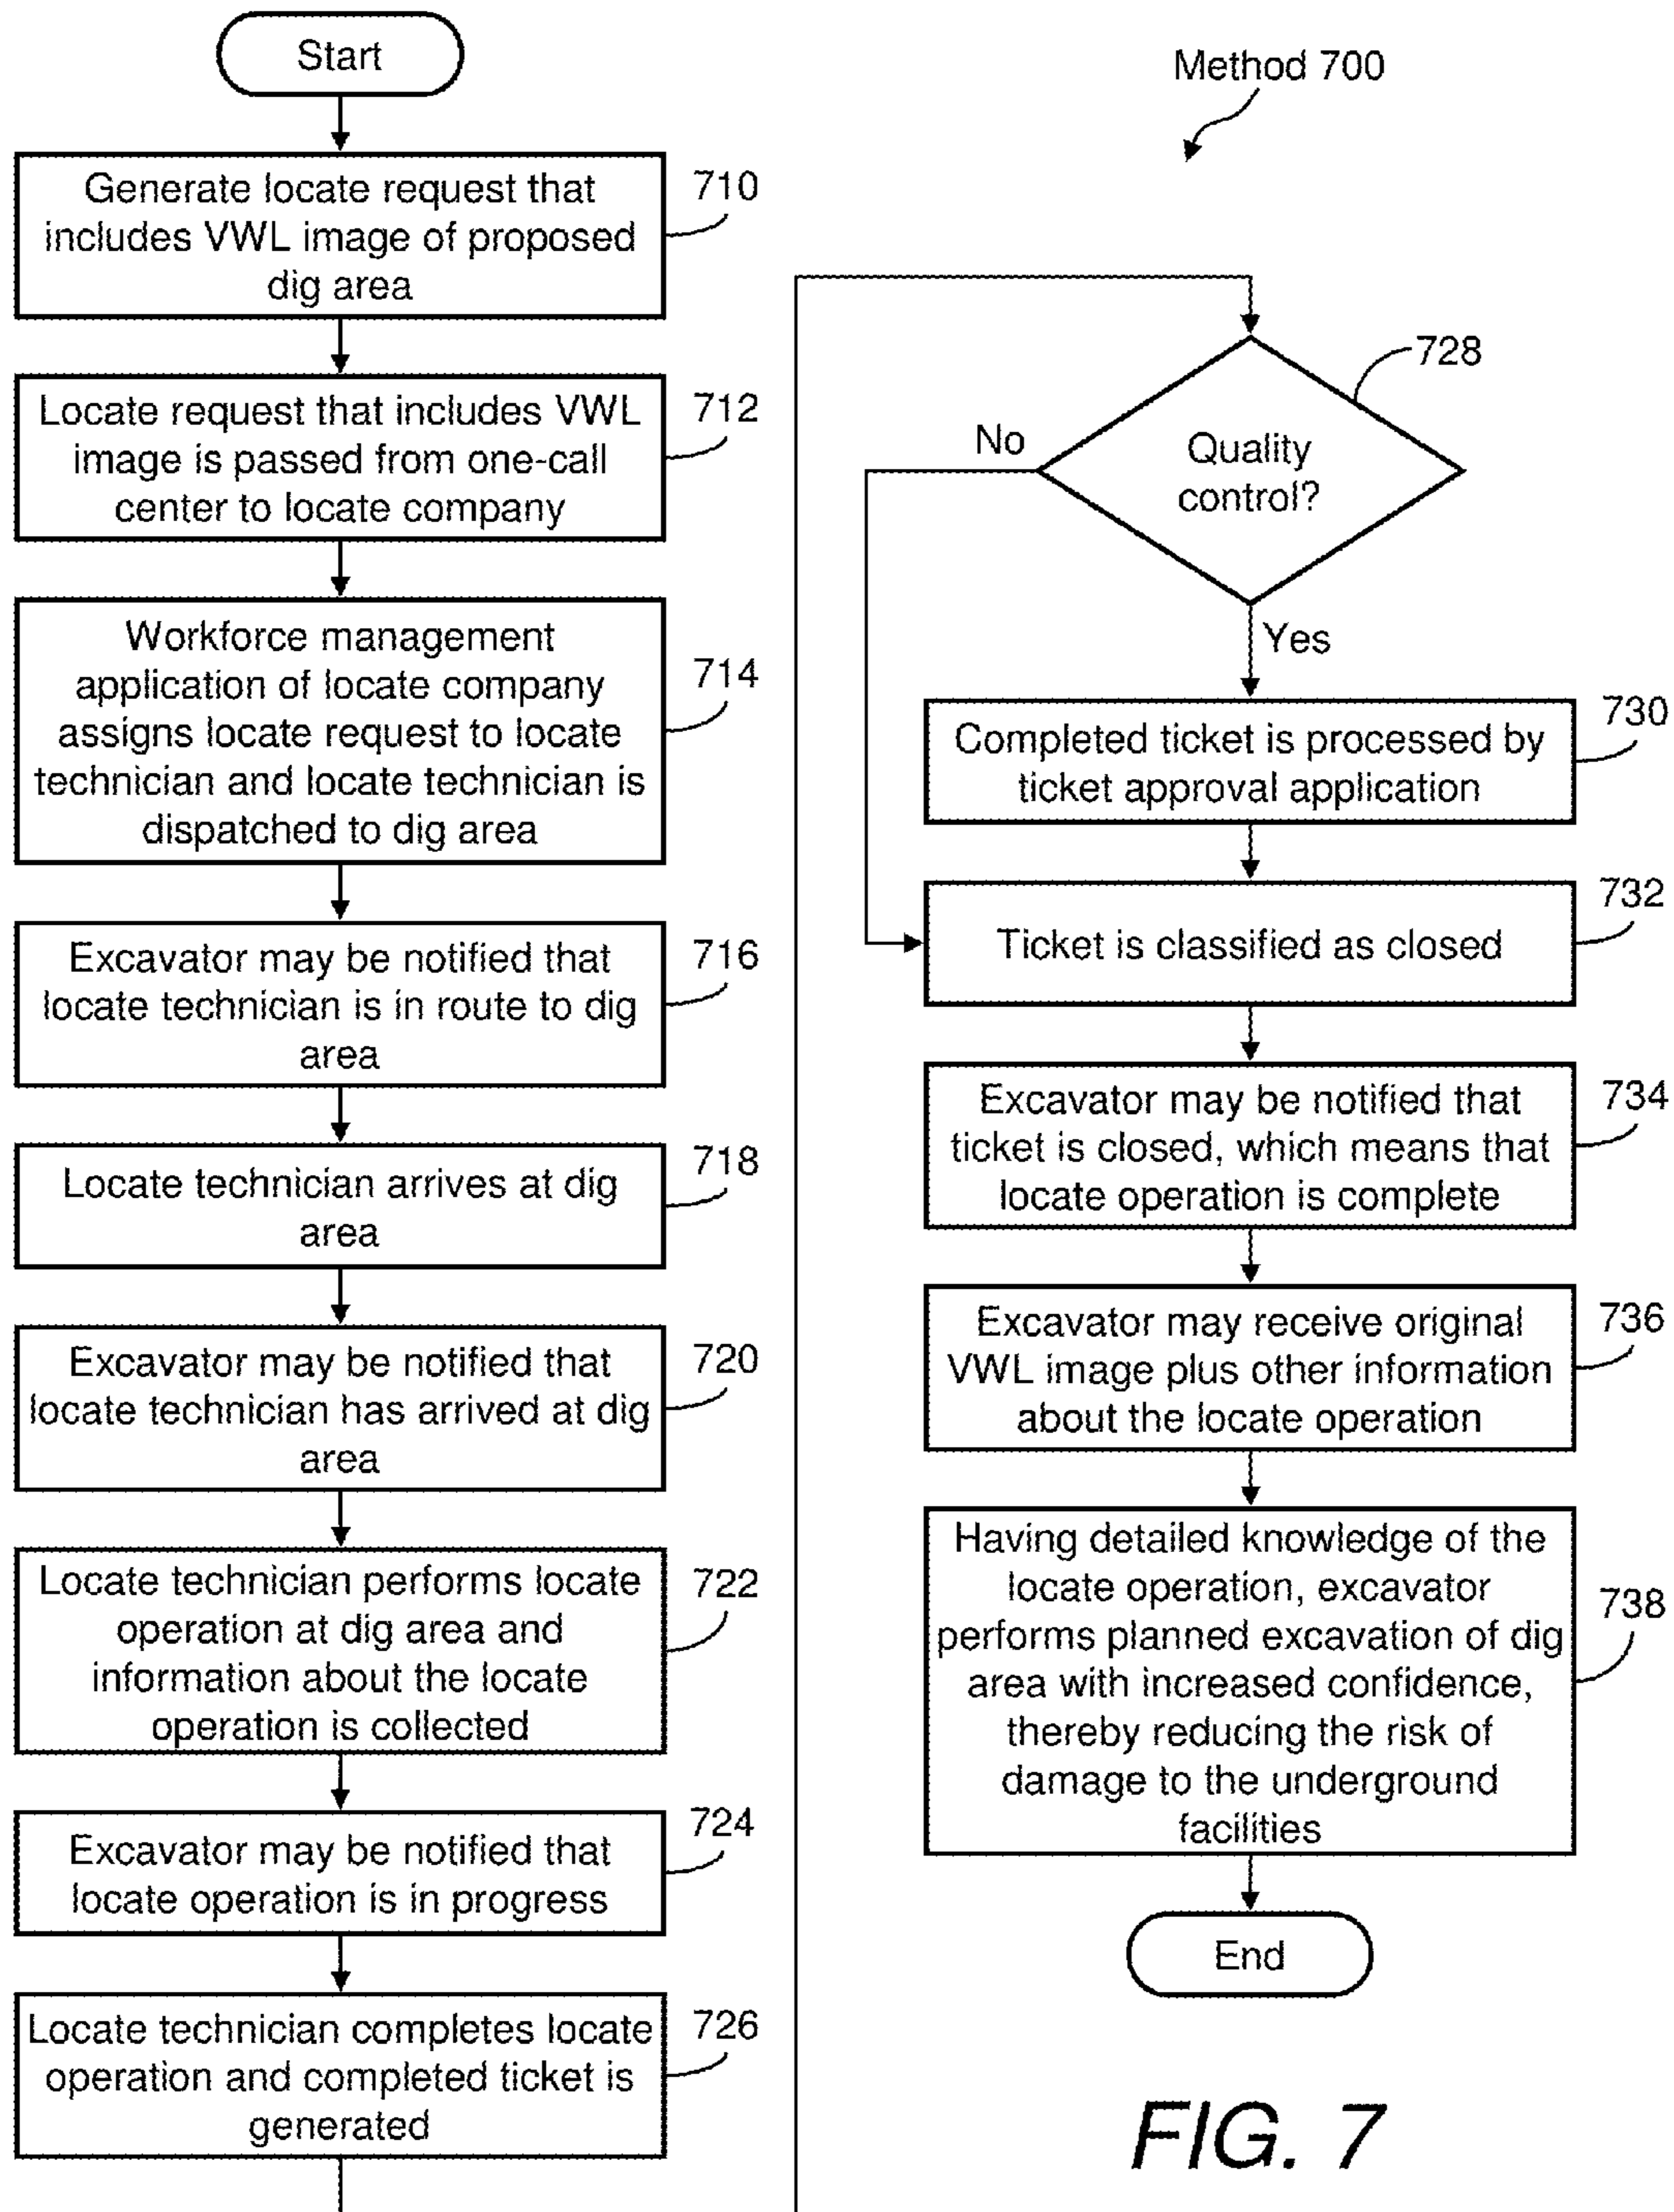 Start
Generate locate request that
includes VWL image of proposed
dig area
710
Locate request that includes VWL
image is passed from one-call
center to locate company
712
Workforce management
application of locate company
assigns locate request to locate
technician and locate technician is
dispatched to dig area
714
Excavator may be notified that
locate technician is in route to dig
area
716
Locate technician arrives at dig
area
718
Excavator may be notified that
locate technician has arrived at dig
area
720
Locate technician performs locate
operation at dig area and
information about the locate
operation is collected
722
Excavator may be notified that
locate operation is in progress
724
Locate technician completes locate
operation and completed ticket is
generated
726
Method 700
Quality
control?
728
No
Yes
Completed ticket is processed by
ticket approval application
730
Ticket is classified as closed
732
Excavator may be notified that
ticket is closed, which means that
locate operation is complete
734
Excavator may receive original
VWL image plus other information
about the locate operation
736
Having detailed knowledge of the
locate operation, excavator
performs planned excavation of dig
area with increased confidence,
thereby reducing the risk of
damage to the underground
facilities
738
End
FIG. 7